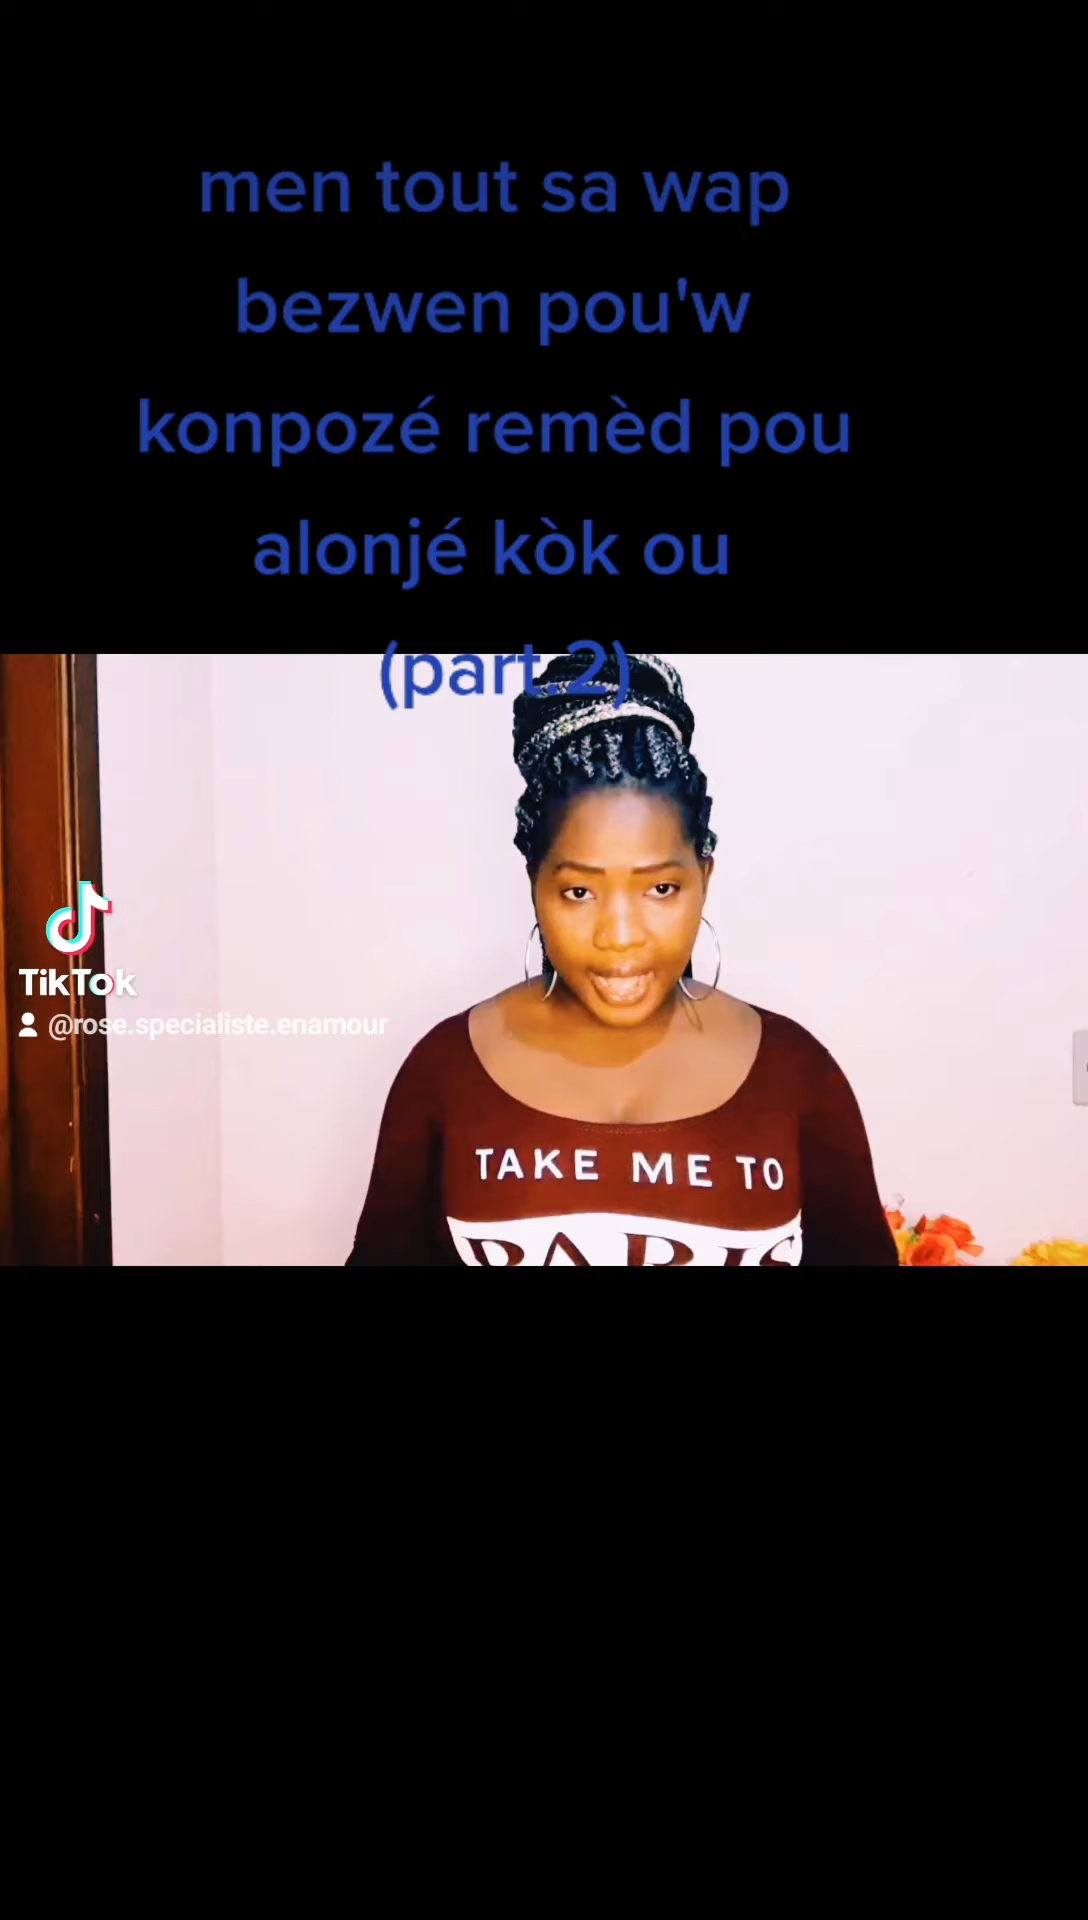 men tout sa wap
bezwen pou'w
konpozé remèd pou
alonjé kòk ou
(part.2)
TikTok
@rose.specialiste.enamour
TAKE ME TO
PARIS